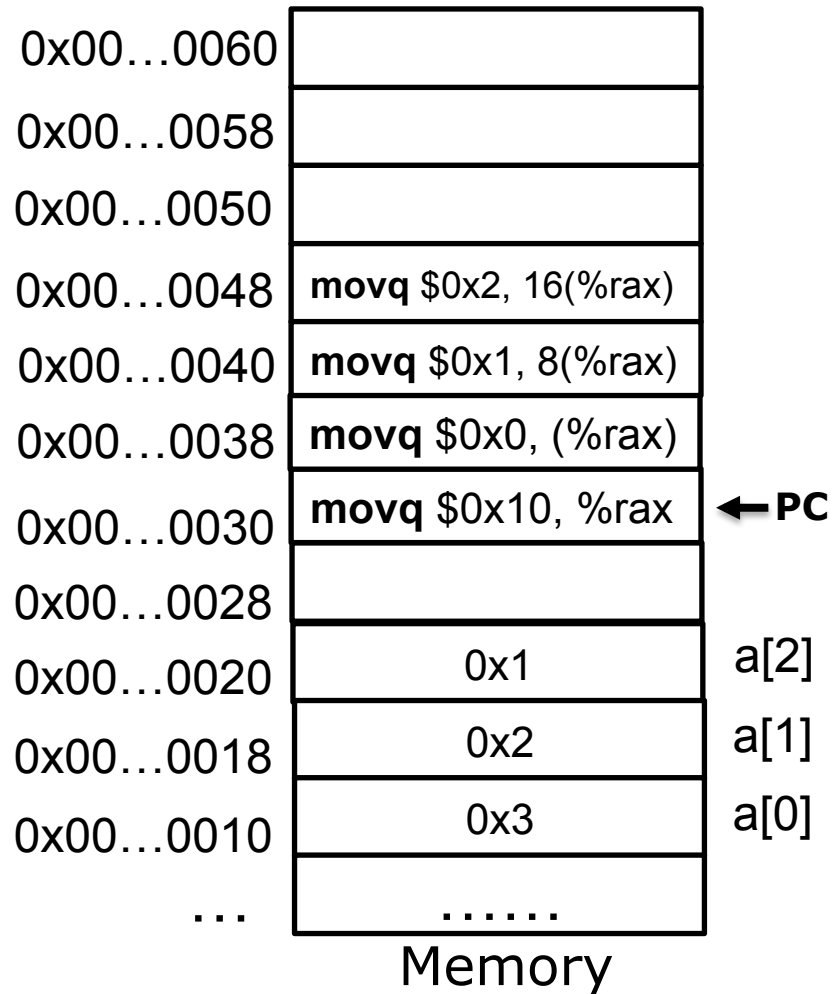 0x00…0060
0x00…0058
0x00…0050
0x00…0048 movq $0x2, 16(%rax)
0x00…0040 movq $0x1, 8(%rax)
0x00…0038 movq $0x0, (%rax)
0x00…0030 movq $0x10, %rax PC
0x00…0028
0x00…0020 0x1 a[2]
0x00…0018 0x2 a[1]
0x00…0010 0x3 a[0]
… ……
Memory